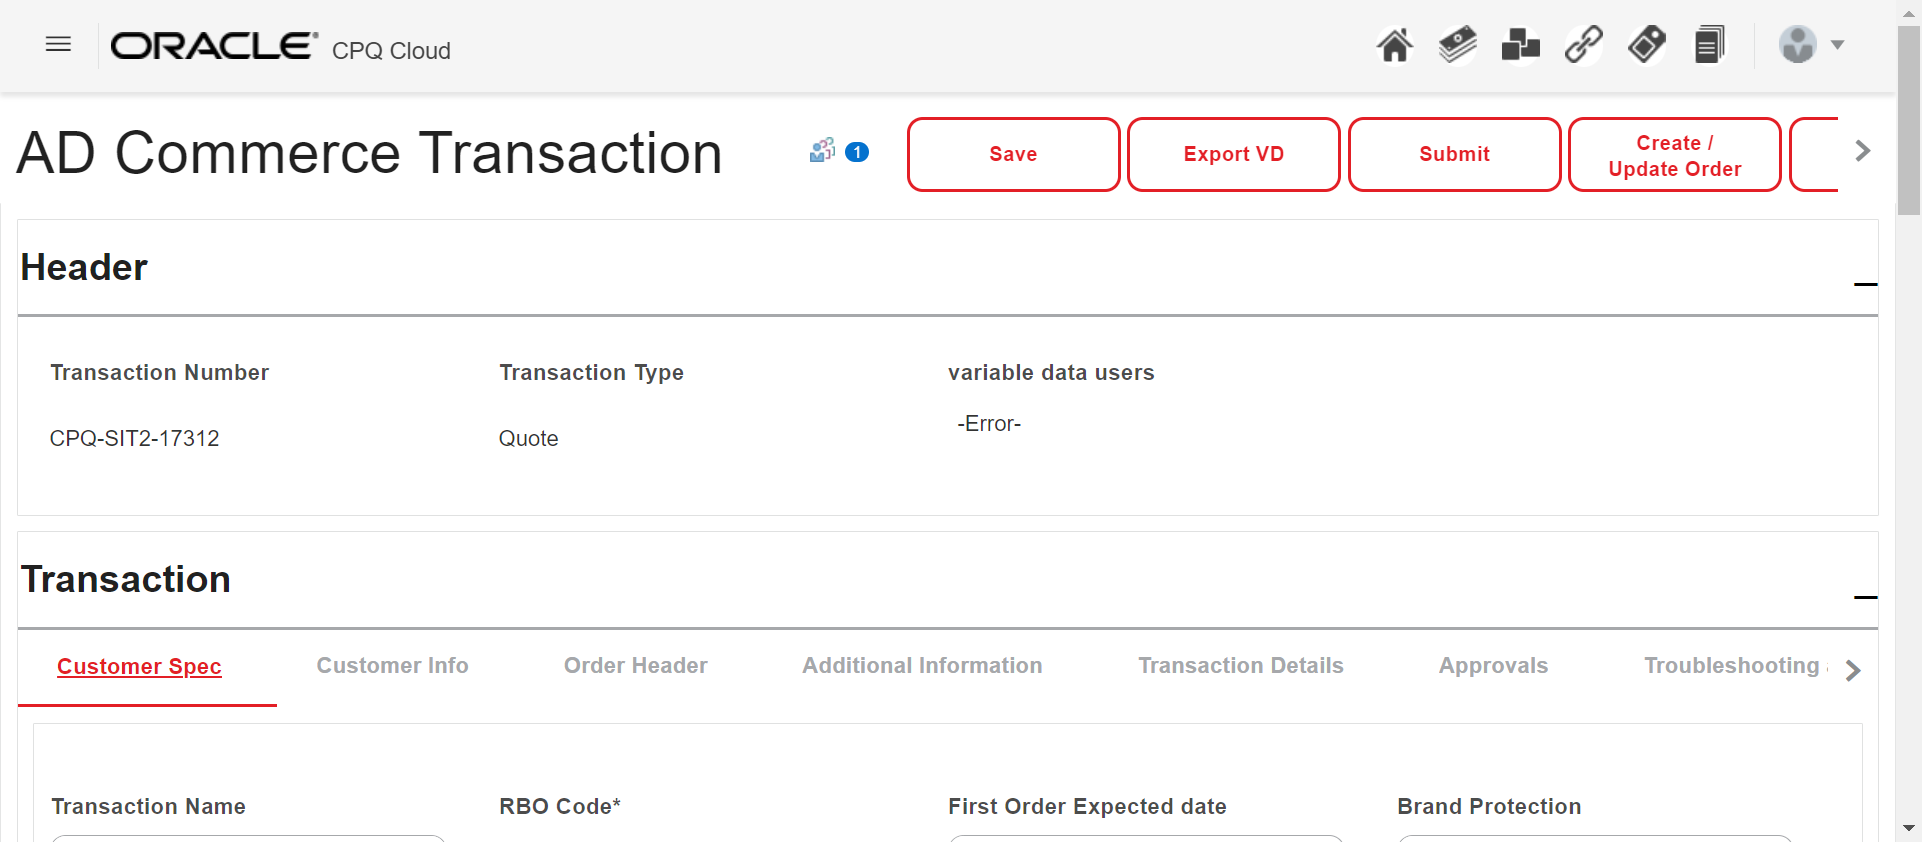 ORACLE® CPQ Cloud
AD Commerce Transaction
1
Save
Export VD
Submit
Create /
Update Order
Header
Transaction Number
Transaction Type
variable data users
CPQ-SIT2-17312
Quote
-Error-
Transaction
Customer Spec
Customer Info
Order Header
Additional Information
Transaction Details
Approvals
Troubleshooting
Transaction Name
RBO Code*
First Order Expected date
Brand Protection